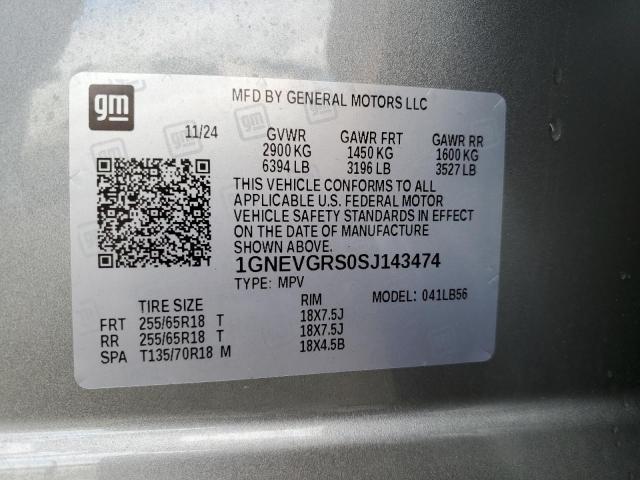 gm
MFD BY GENERAL MOTORS LLC
11/24 GVWR GAWR FRT GAWR RR
2900 KG 1450 KG 1600 KG
6394 LB 3196 LB 3527 LB
THIS VEHICLE CONFORMS TO ALL
APPLICABLE U.S. FEDERAL MOTOR
VEHICLE SAFETY STANDARDS IN EFFECT
ON THE DATE OF MANUFACTURE
SHOWN ABOVE.
1GNEVGRS0SJ143474
TYPE: MPV MODEL: 041LB56
TIRE SIZE RIM
FRT 255/65R18 T 18X7.5J
RR 255/65R18 T 18X7.5J
SPA T135/70R18 M 18X4.5B